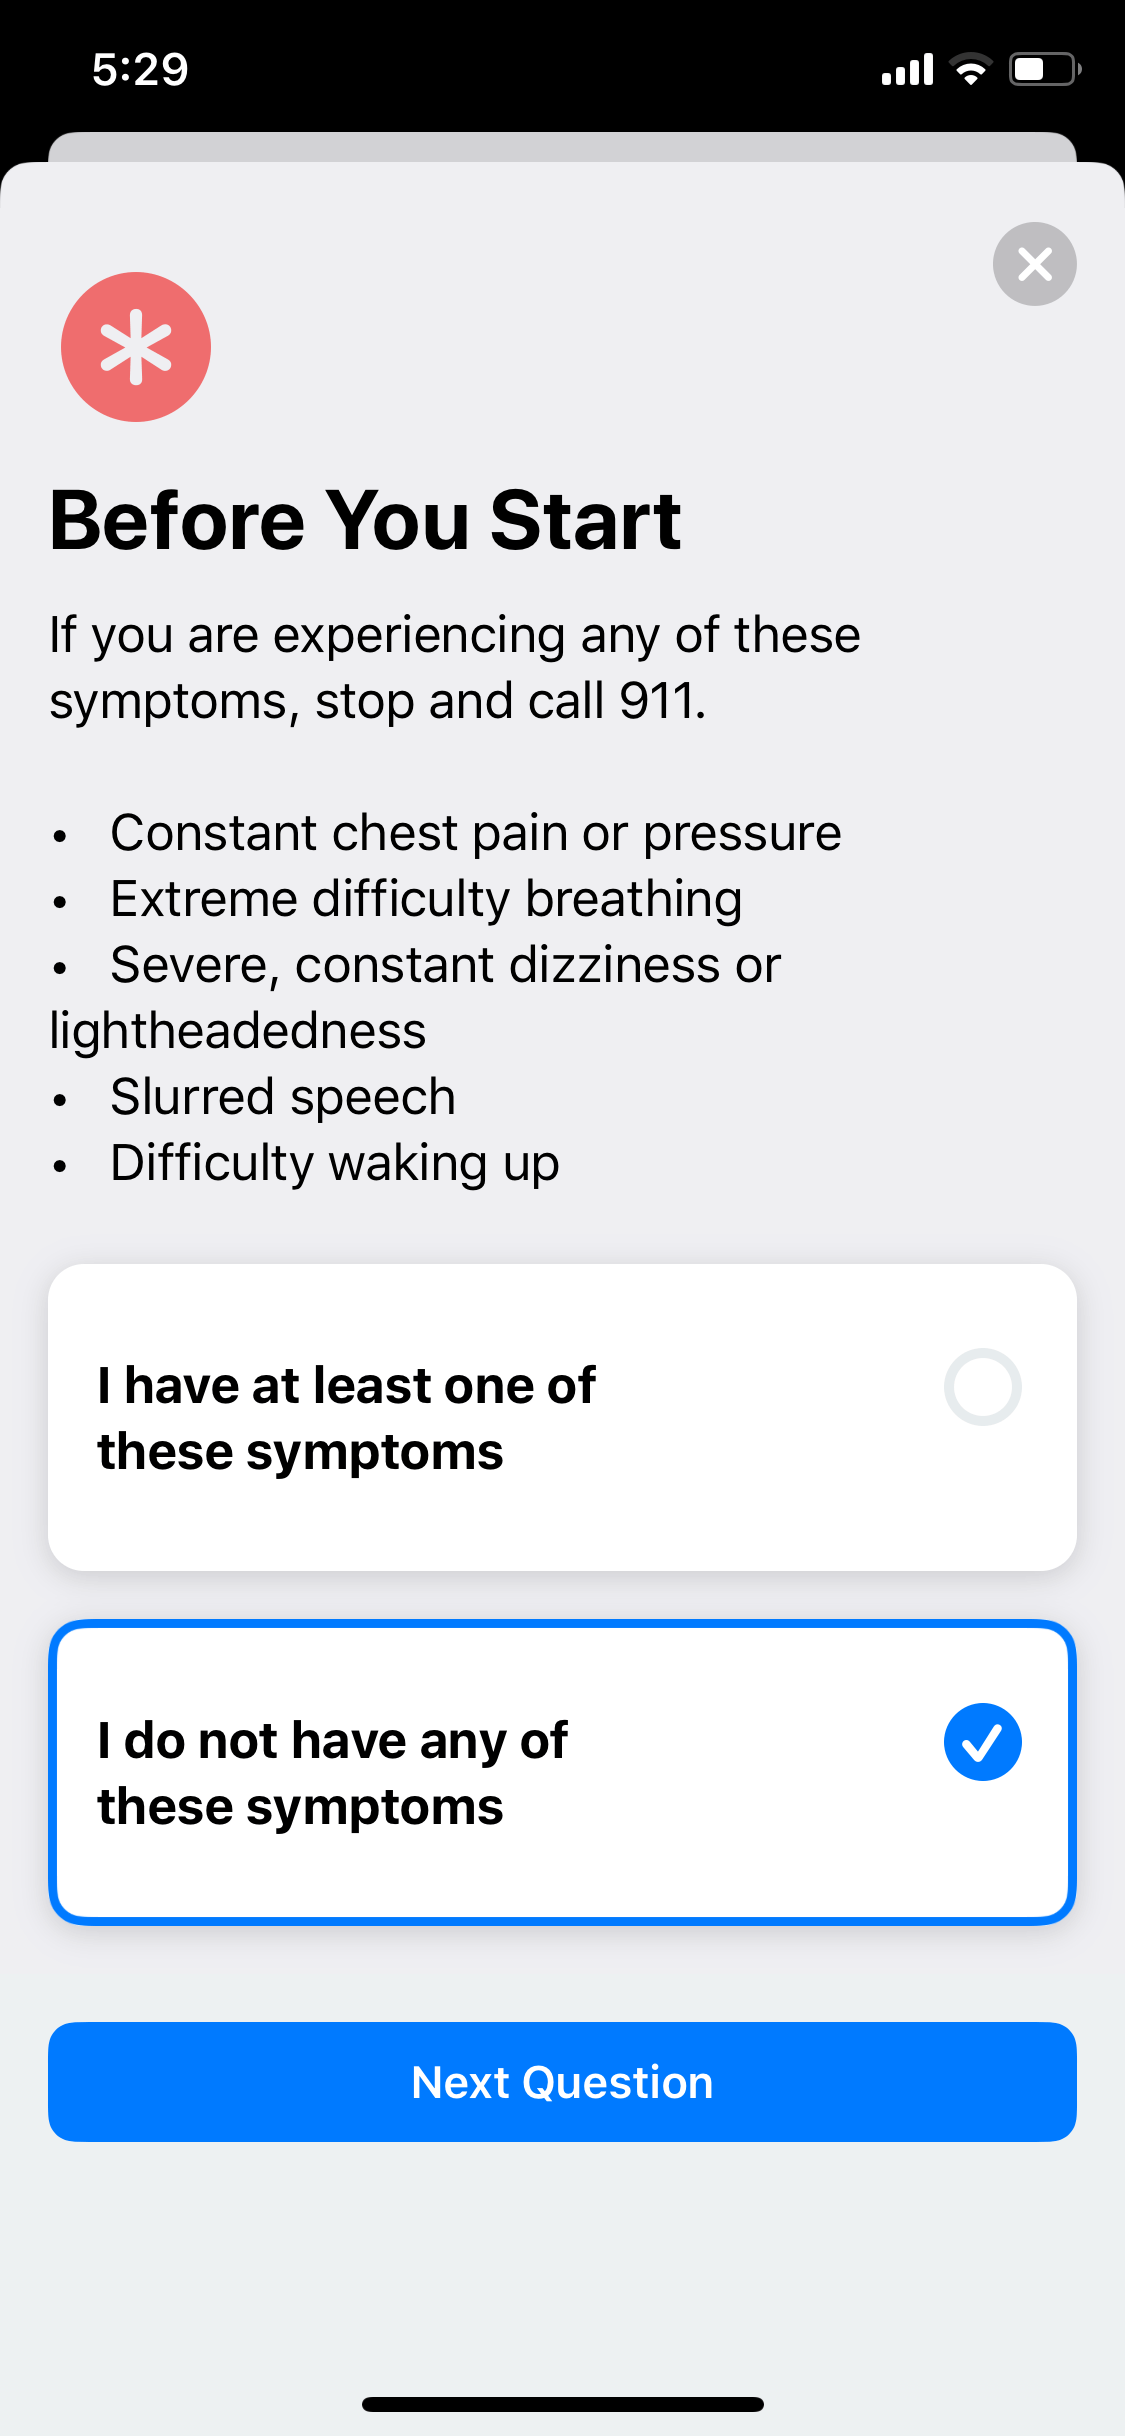 5:29
Before You Start
If you are experiencing any of these
symptoms, stop and call 911.
• Constant chest pain or pressure
• Extreme difficulty breathing
• Severe, constant dizziness or
lightheadedness
• Slurred speech
• Difficulty waking up
I have at least one of
these symptoms
I do not have any of
these symptoms
Next Question